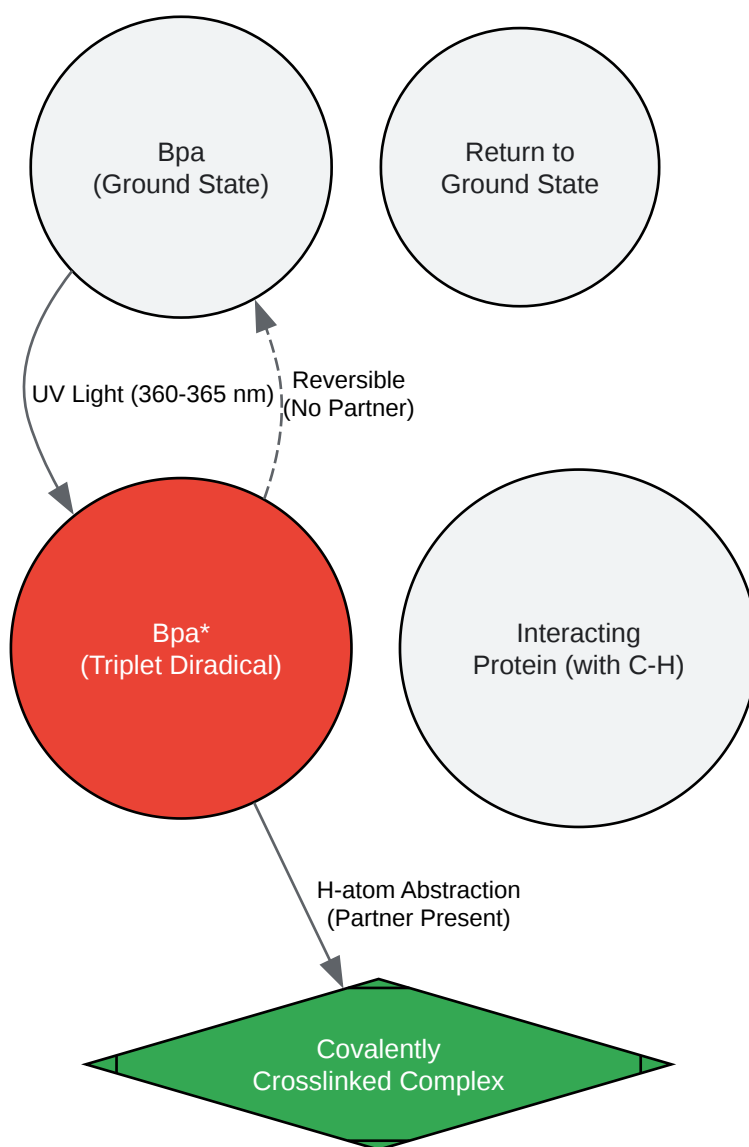 Bpa
(Ground State)
Return to
Ground State
UV Light (360-365 nm)
Reversible
(No Partner)
Bpa*
(Triplet Diradical)
Interacting
Protein (with C-H)
H-atom Abstraction
(Partner Present)
Covalently
Crosslinked Complex